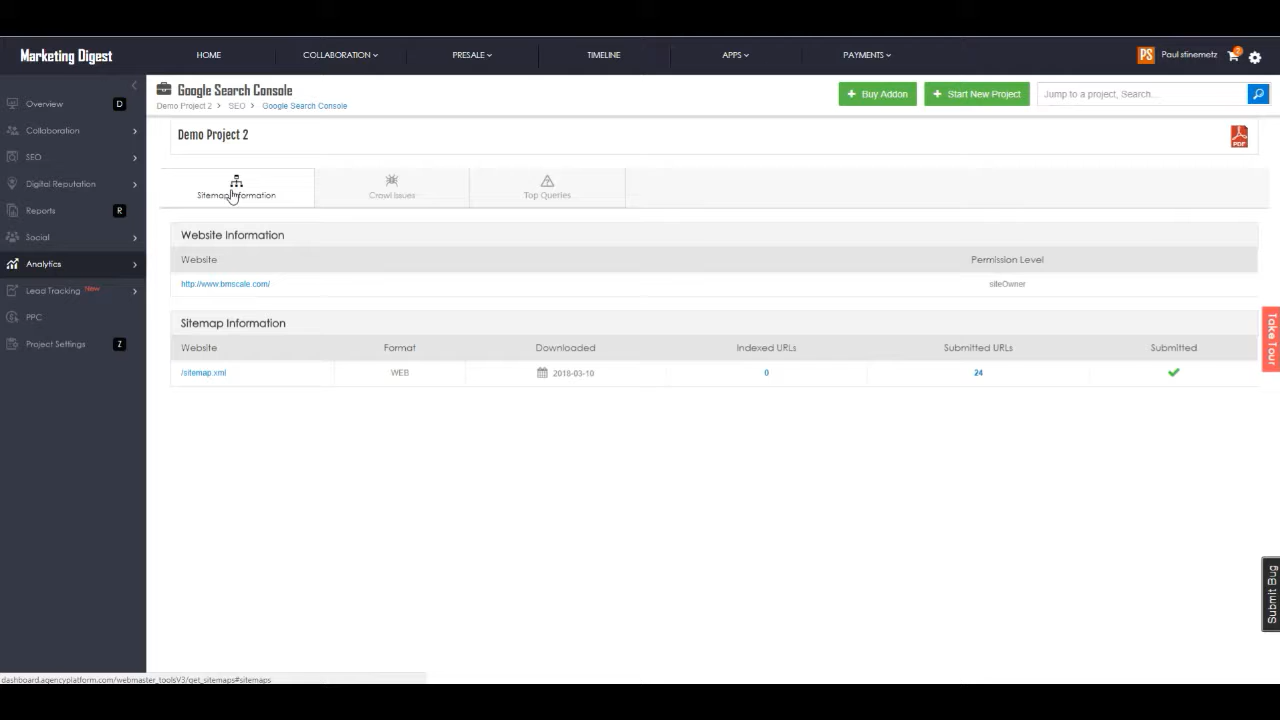 Marketing Digest
HOME
COLLABORATION
PRESALE
TIMELINE
APPS
PAYMENTS
PS
Paul stinemetz
2
Overview
D
Collaboration
SEO
Digital Reputation
Reports
R
Social
Analytics
Lead Tracking New
PPC
Project Settings
Z
Google Search Console
Demo Project 2 > SEO > Google Search Console
+ Buy Addon
+ Start New Project
Jump to a project, Search...
Demo Project 2
PDF
Sitemap Information
Crawl Issues
Top Queries
Website Information
Website Permission Level
http://www.bmscale.com/ siteOwner
Sitemap Information
Website Format Downloaded Indexed URLs Submitted URLs Submitted
/sitemap.xml WEB 2018-03-10 0 24
Take Tour
Submit Bug
dashboard.agencyplatform.com/webmaster_toolsV3/get_sitemaps#sitemaps